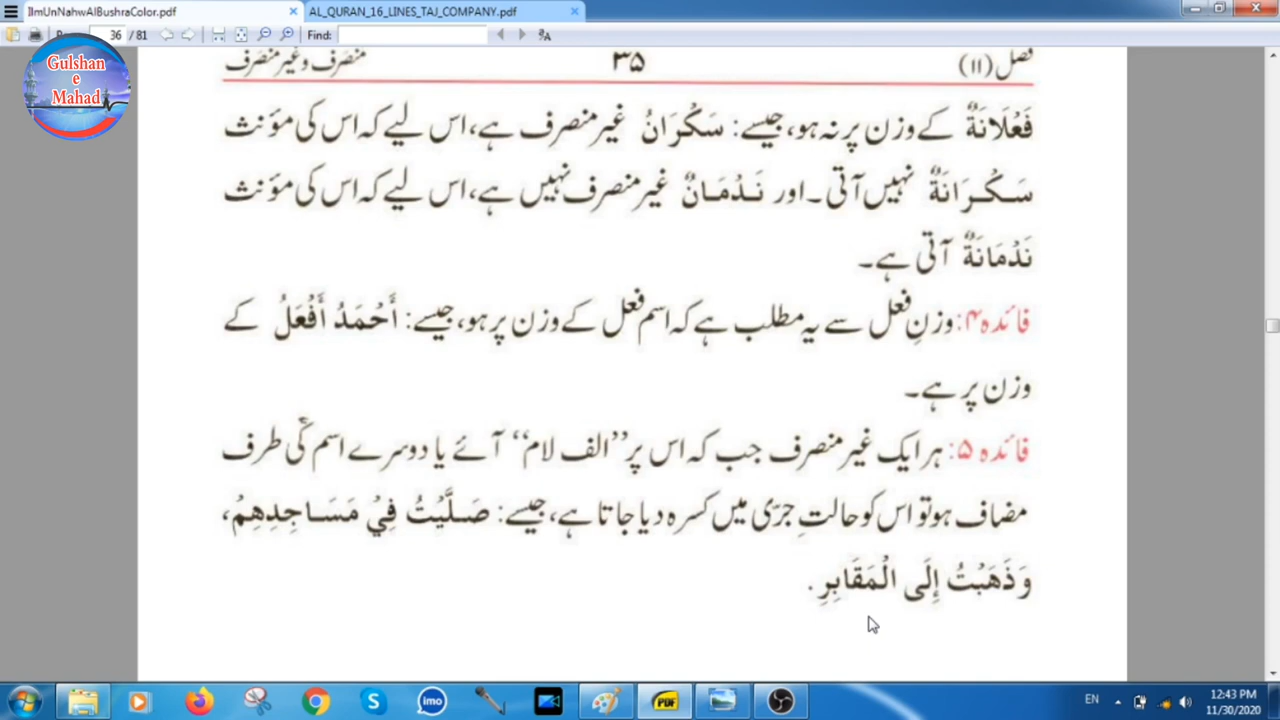 IlmUnNahwAlBushraColor.pdf
AL_QURAN_16_LINES_TAJ_COMPANY.pdf
36 / 81
Find:
Gulshan
e
Mahad
فصل (۱۱) ۳۵ منصرف وغیر منصرف
فَعْلَانَةٌ کے وزن پر نہ ہو، جیسے: سَکْرَانُ غیر منصرف ہے، اس لیے کہ اس کی مؤنث
سَکْرَانَةٌ نہیں آتی۔ اور نَدْمَانٌ غیر منصرف نہیں ہے، اس لیے کہ اس کی مؤنث
نَدْمَانَةٌ آتی ہے۔
فائدہ ۴: وزنِ فعل سے یہ مطلب ہے کہ اسم فعل کے وزن پر ہو، جیسے: أَحْمَدُ أَفْعَلُ کے
وزن پر ہے۔
فائدہ ۵: ہر ایک غیر منصرف جب کہ اس پر ”الف لام“ آئے یا دوسرے اسم کی طرف
مضاف ہو تو اس کو حالتِ جرّی میں کسرہ دیا جاتا ہے، جیسے: صَلَّيْتُ فِيْ مَسَاجِدِهِمْ،
وَذَهَبْتُ إِلَى الْمَقَابِرِ.
imo
PDF
EN
12:43 PM
11/30/2020